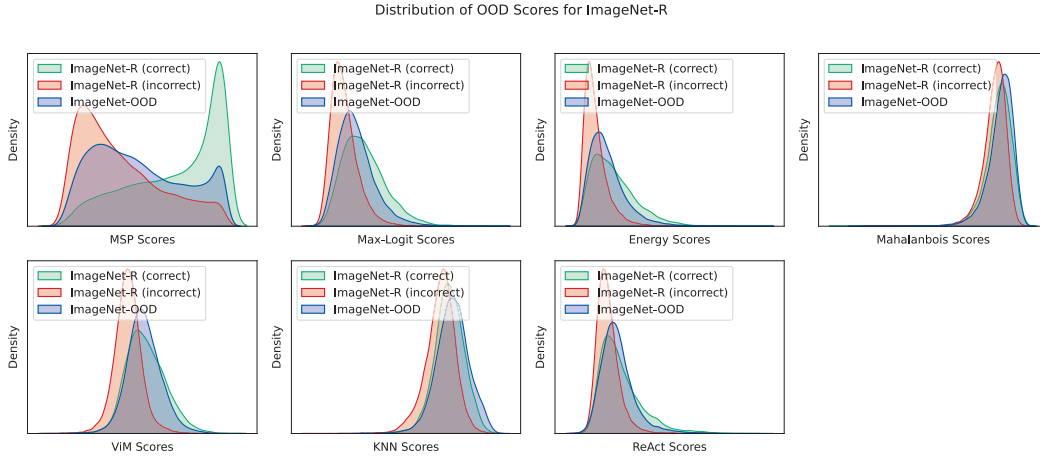 Distribution of OOD Scores for ImageNet-R
ImageNet–R (correct)
ImageNet–R (incorrect)
ImageNet–OOD
Density
MSP Scores
ImageNet–R (correct)
ImageNet–R (incorrect)
ImageNet–OOD
Density
Max-Logit Scores
ImageNet–R (correct)
ImageNet–R (incorrect)
ImageNet–OOD
Density
Energy Scores
ImageNet–R (correct)
ImageNet–R (incorrect)
ImageNet–OOD
Density
Mahalanbois Scores
ImageNet–R (correct)
ImageNet–R (incorrect)
ImageNet–OOD
Density
ViM Scores
ImageNet–R (correct)
ImageNet–R (incorrect)
ImageNet–OOD
Density
KNN Scores
ImageNet–R (correct)
ImageNet–R (incorrect)
ImageNet–OOD
Density
ReAct Scores